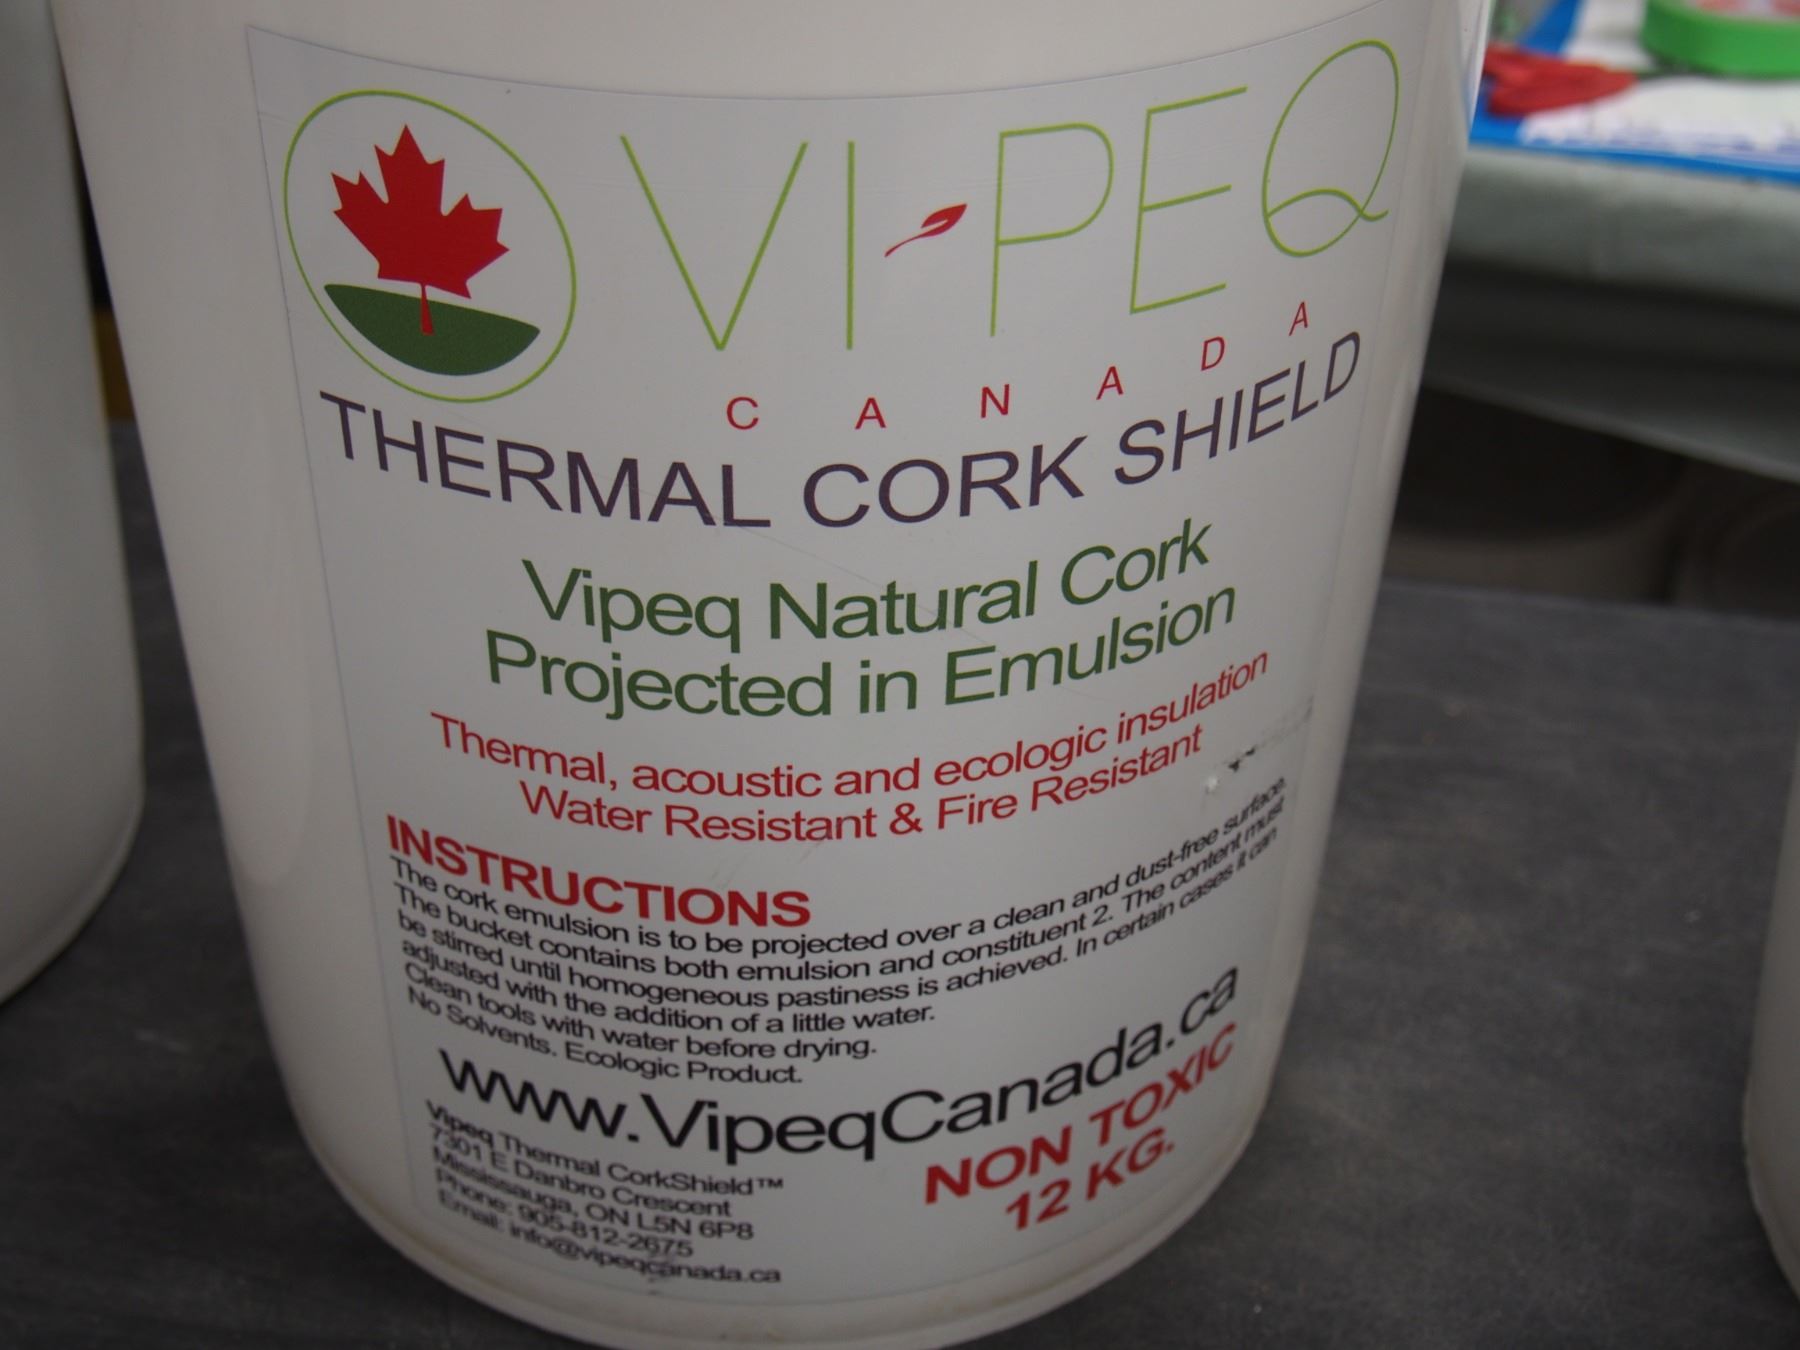 VI-PEQ
CANADA
THERMAL CORK SHIELD
Vipeq Natural Cork
Projected in Emulsion
Thermal, acoustic and ecologic insulation
Water Resistant & Fire Resistant
INSTRUCTIONS
The cork emulsion is to be projected over a clean and dust-free surface.
The bucket contains both emulsion and constituent 2. The content must
be stirred until homogeneous pastiness is achieved. In certain cases it can
adjusted with the addition of a little water.
Clean tools with water before drying.
No Solvents. Ecologic Product.
www.VipeqCanada.ca
NON TOXIC
12 KG.
Vipeq Thermal CorkShield™
7301 E Danbro Crescent
Mississauga, ON L5N 6P8
Phone: 905-812-2675
Email: info@vipeqcanada.ca